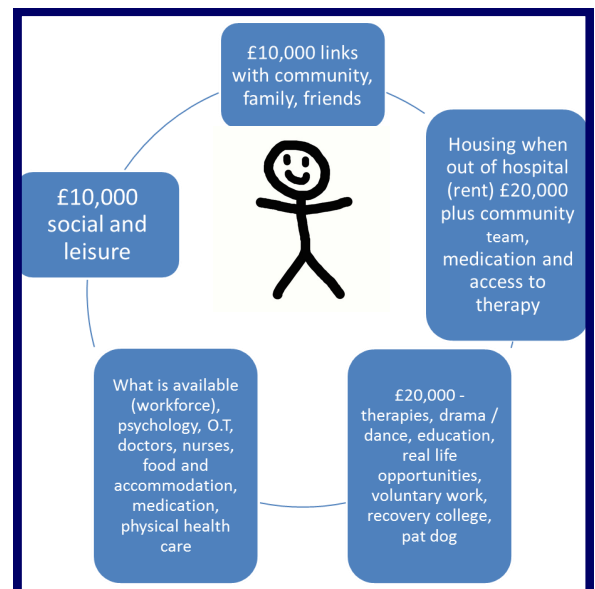 £10,000 links
with community,
family, friends
Housing when
out of hospital
(rent) £20,000
plus community
team,
medication and
access to
therapy
£20,000 -
therapies, drama /
dance, education,
real life
opportunities,
voluntary work,
recovery college,
pat dog
What is available
(workforce),
psychology, O.T,
doctors, nurses,
food and
accommodation,
medication,
physical health
care
£10,000
social and
leisure